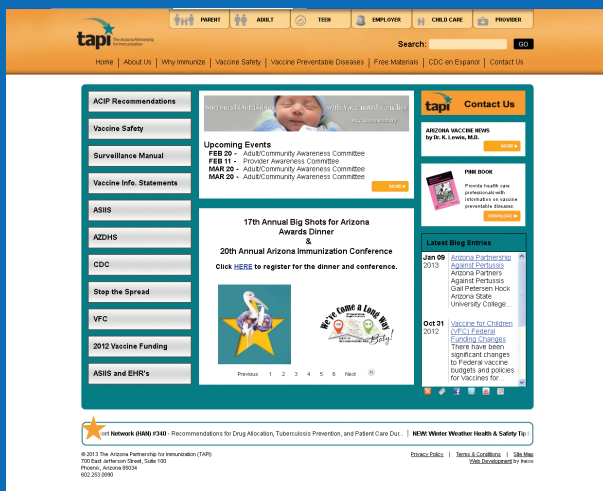 PARENT
ADULT
TEEN
EMPLOYER
CHILD CARE
PROVIDER
tapi
The Arizona Partnership
for Immunization
Search:
GO
Home | About Us | Why Immunize | Vaccine Safety | Vaccine Preventable Diseases | Free Materials | CDC en Espanol | Contact Us
ACIP Recommendations
Vaccine Safety
Surveillance Manual
Vaccine Info. Statements
ASIIS
AZDHS
CDC
Stop the Spread
VFC
2012 Vaccine Funding
ASIIS and EHR's
Surround Our Babies with Vaccinated Families
Upcoming Events
FEB 20 - Adult/Community Awareness Committee
FEB 11 - Provider Awareness Committee
MAR 20 - Adult/Community Awareness Committee
MAR 20 - Adult/Community Awareness Committee
MORE
17th Annual Big Shots for Arizona
Awards Dinner
&
20th Annual Arizona Immunization Conference
Click HERE to register for the dinner and conference.
We've Come a Long Way
Baby!
Previous 1 2 3 4 5 6 Next
tapi Contact Us
ARIZONA VACCINE NEWS
by Dr. K. Lewis, M.D.
MORE
PINK BOOK
Provide health care
professionals with
information on vaccine
preventable diseases.
DOWNLOAD
Latest Blog Entries
Jan 09 2013
Arizona Partnership
Against Pertussis
Arizona Partners
Against Pertussis
Gail Petersen Hock
Arizona State
University College...
Oct 31 2012
Vaccine for Children
(VFC) Federal
Funding Changes
There have been
significant changes
to Federal vaccine
budgets and policies
for Vaccines for...
ert Network (HAN) #340 - Recommendations for Drug Allocation, Tuberculosis Prevention, and Patient Care Dur... | NEW: Winter Weather Health & Safety Tip
© 2013 The Arizona Partnership for Immunization (TAPI)
700 East Jefferson Street, Suite 100
Phoenix, Arizona 85034
602.253.0090
Privacy Policy | Terms & Conditions | Site Map
Web Development by Inexo